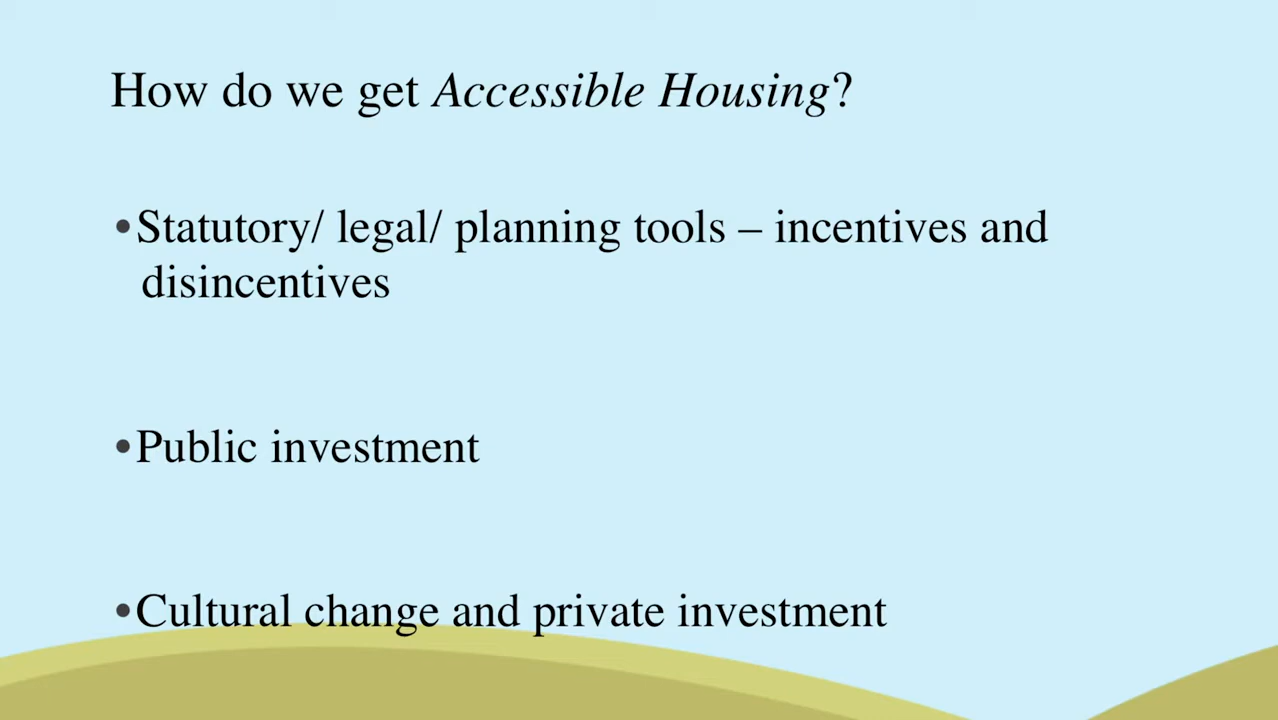 How do we get Accessible Housing?
•Statutory/ legal/ planning tools – incentives and
disincentives
•Public investment
•Cultural change and private investment